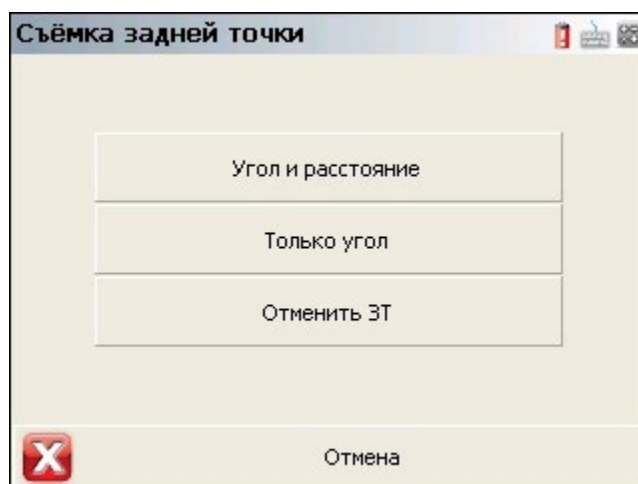 Съёмка задней точки
Угол и расстояние
Только угол
Отменить ЗТ
Отмена